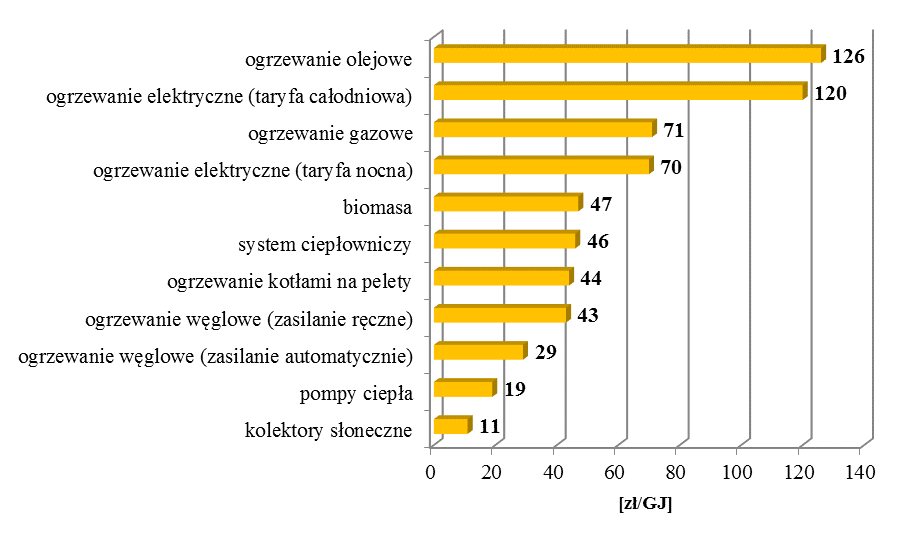 ogrzewanie olejowe 126
ogrzewanie elektryczne (taryfa całodniowa) 120
ogrzewanie gazowe 71
ogrzewanie elektryczne (taryfa nocna) 70
biomasa 47
system ciepłowniczy 46
ogrzewanie kotłami na pelety 44
ogrzewanie węglowe (zasilanie ręczne) 43
ogrzewanie węglowe (zasilanie automatycznie) 29
pompy ciepła 19
kolektory słoneczne 11
0 20 40 60 80 100 120 140
[zł/GJ]